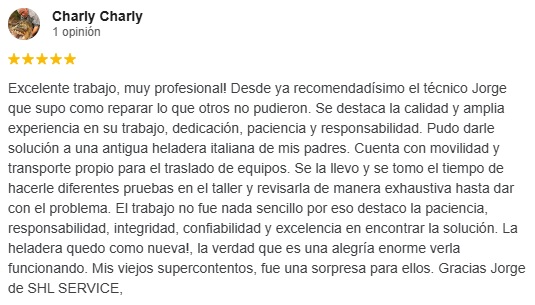 Charly Charly
1 opinión
Excelente trabajo, muy profesional! Desde ya recomendadísimo el técnico Jorge
que supo como reparar lo que otros no pudieron. Se destaca la calidad y amplia
experiencia en su trabajo, dedicación, paciencia y responsabilidad. Pudo darle
solución a una antigua heladera italiana de mis padres. Cuenta con movilidad y
transporte propio para el traslado de equipos. Se la llevo y se tomo el tiempo de
hacerle diferentes pruebas en el taller y revisarla de manera exhaustiva hasta dar
con el problema. El trabajo no fue nada sencillo por eso destaco la paciencia,
responsabilidad, integridad, confiabilidad y excelencia en encontrar la solución. La
heladera quedo como nueva!, la verdad que es una alegría enorme verla
funcionando. Mis viejos supercontentos, fue una sorpresa para ellos. Gracias Jorge
de SHL SERVICE,